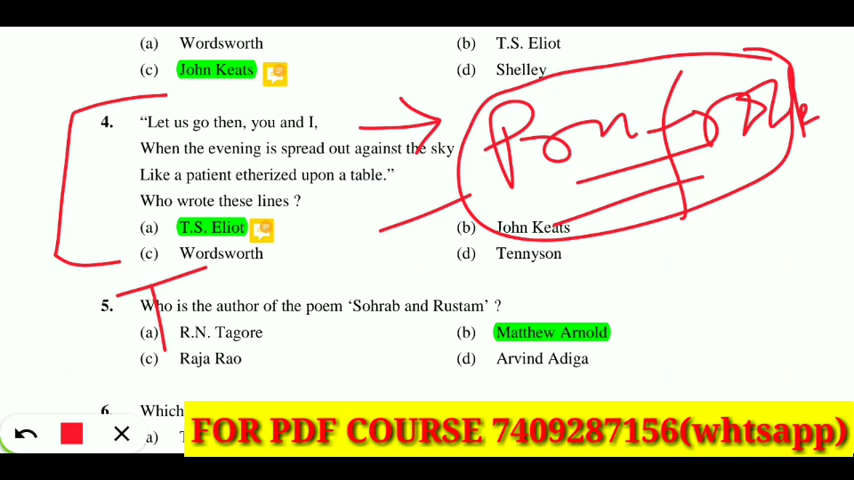 (a) Wordsworth (b) T.S. Eliot
(c) John Keats (d) Shelley
4. “Let us go then, you and I,
When the evening is spread out against the sky
Like a patient etherized upon a table.”
Who wrote these lines ?
(a) T.S. Eliot (b) John Keats
(c) Wordsworth (d) Tennyson
T
5. Who is the author of the poem ‘Sohrab and Rustam’ ?
(a) R.N. Tagore (b) Matthew Arnold
(c) Raja Rao (d) Arvind Adiga
6. Which
a)
FOR PDF COURSE 7409287156(whtsapp)